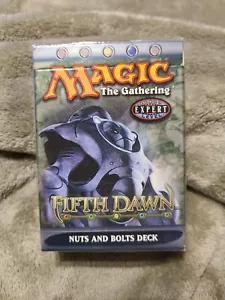 MAGIC
The Gathering
EXPERT
LEVEL
FIFTH DAWN
NUTS AND BOLTS DECK